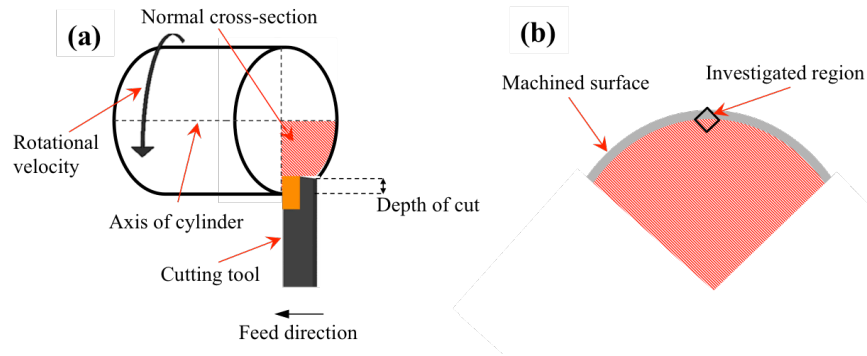 (a)
Normal cross-section
Rotational
velocity
Axis of cylinder
Cutting tool
Depth of cut
Feed direction
(b)
Machined surface
Investigated region